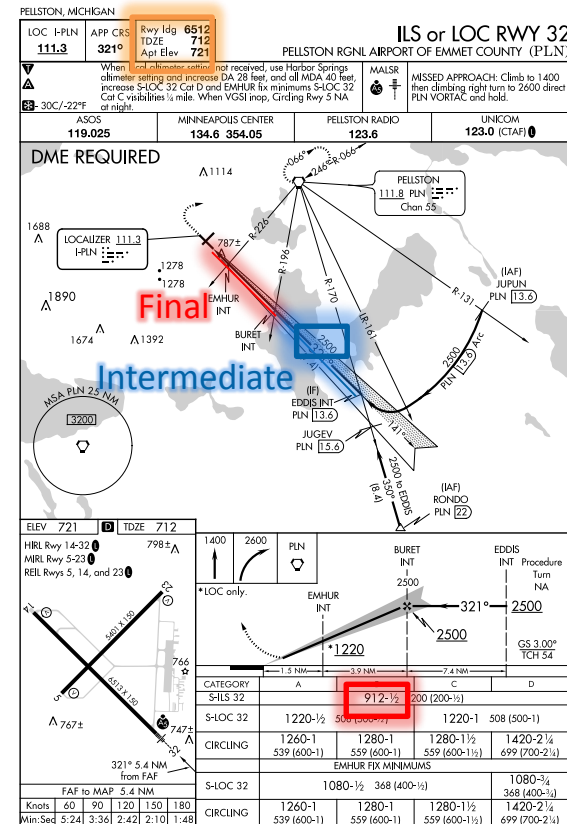 PELLSTON, MICHIGAN
LOC I-PLN
111.3
APP CRS
321°
Rwy ldg 6512
TDZE 712
Apt Elev 721
ILS or LOC RWY 32
PELLSTON RGNL AIRPORT OF EMMET COUNTY (PLN)
T
A
- 30C/-22°F
When local altimeter setting not received, use Harbor Springs
altimeter setting and increase DA 28 feet, and all MDA 40 feet,
increase S-LOC 32 Cat D and EMHUR fix minimums S-LOC 32
Cat C visibilities ¼ mile. When VGSI inop, Circling Rwy 5 NA
at night.
MALSR
MISSED APPROACH: Climb to 1400
then climbing right turn to 2600 direct
PLN VORTAC and hold.
ASOS
119.025
MINNEAPOLIS CENTER
134.6 354.05
PELLSTON RADIO
123.6
UNICOM
123.0 (CTAF) L
DME REQUIRED
1114
066°
246°
R-066
PELLSTON
111.8 PLN
Chan 55
1688
LOCALIZER 111.3
I-PLN
787±
R-226
R-196
R-170
LR-161
R-131
1278
1278
1890
1674
1392
Final
EMHUR
INT
BURET
INT
(IAF)
JUPUN
PLN 13.6
2500
PLN 13.6 Arc
2500
Intermediate
(IF)
EDDIS INT
PLN 13.6
JUGEV
PLN 15.6
141°
MSA PLN 25 NM
3200
2500 to EDDIS
350°
(8.4)
(IAF)
RONDO
PLN 22
ELEV 721
D
TDZE 712
HIRL Rwy 14-32 L
MIRL Rwy 5-23 L
REIL Rwys 5, 14, and 23 L
798±
14
23
5401 X 150
6513 X 150
766
5
767±
747±
32
321° 5.4 NM
from FAF
FAF to MAP 5.4 NM
Knots 60 90 120 150 180
Min:Sec 5:24 3:36 2:42 2:10 1:48
1400
2600
PLN
*LOC only.
EMHUR
INT
BURET
INT
2500
EDDIS
INT
Procedure
Turn
NA
321°
2500
2500
*1220
GS 3.00°
TCH 54
1.5 NM
3.9 NM
7.4 NM
CATEGORY A C D
S-ILS 32 912-½ 200 (200-½)
S-LOC 32 1220-½ 508 (500-½) 1220-1 508 (500-1)
CIRCLING 1260-1 539 (600-1) 1280-1 559 (600-1) 1280-1½ 559 (600-1½) 1420-2¼ 699 (700-2¼)
EMHUR FIX MINIMUMS
S-LOC 32 1080-½ 368 (400-½) 1080-¾ 368 (400-¾)
CIRCLING 1260-1 539 (600-1) 1280-1 559 (600-1) 1280-1½ 559 (600-1½) 1420-2¼ 699 (700-2¼)